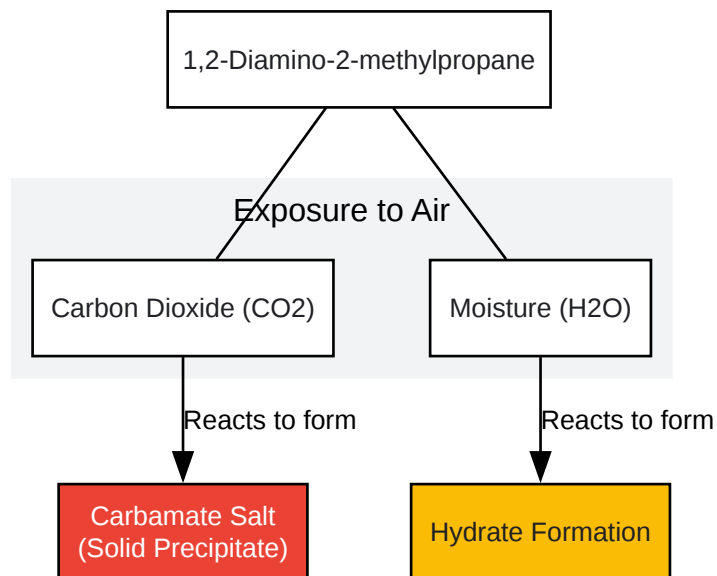 1,2-Diamino-2-methylpropane
Exposure to Air
Carbon Dioxide (CO2)
Moisture (H2O)
Reacts to form
Reacts to form
Carbamate Salt
(Solid Precipitate)
Hydrate Formation